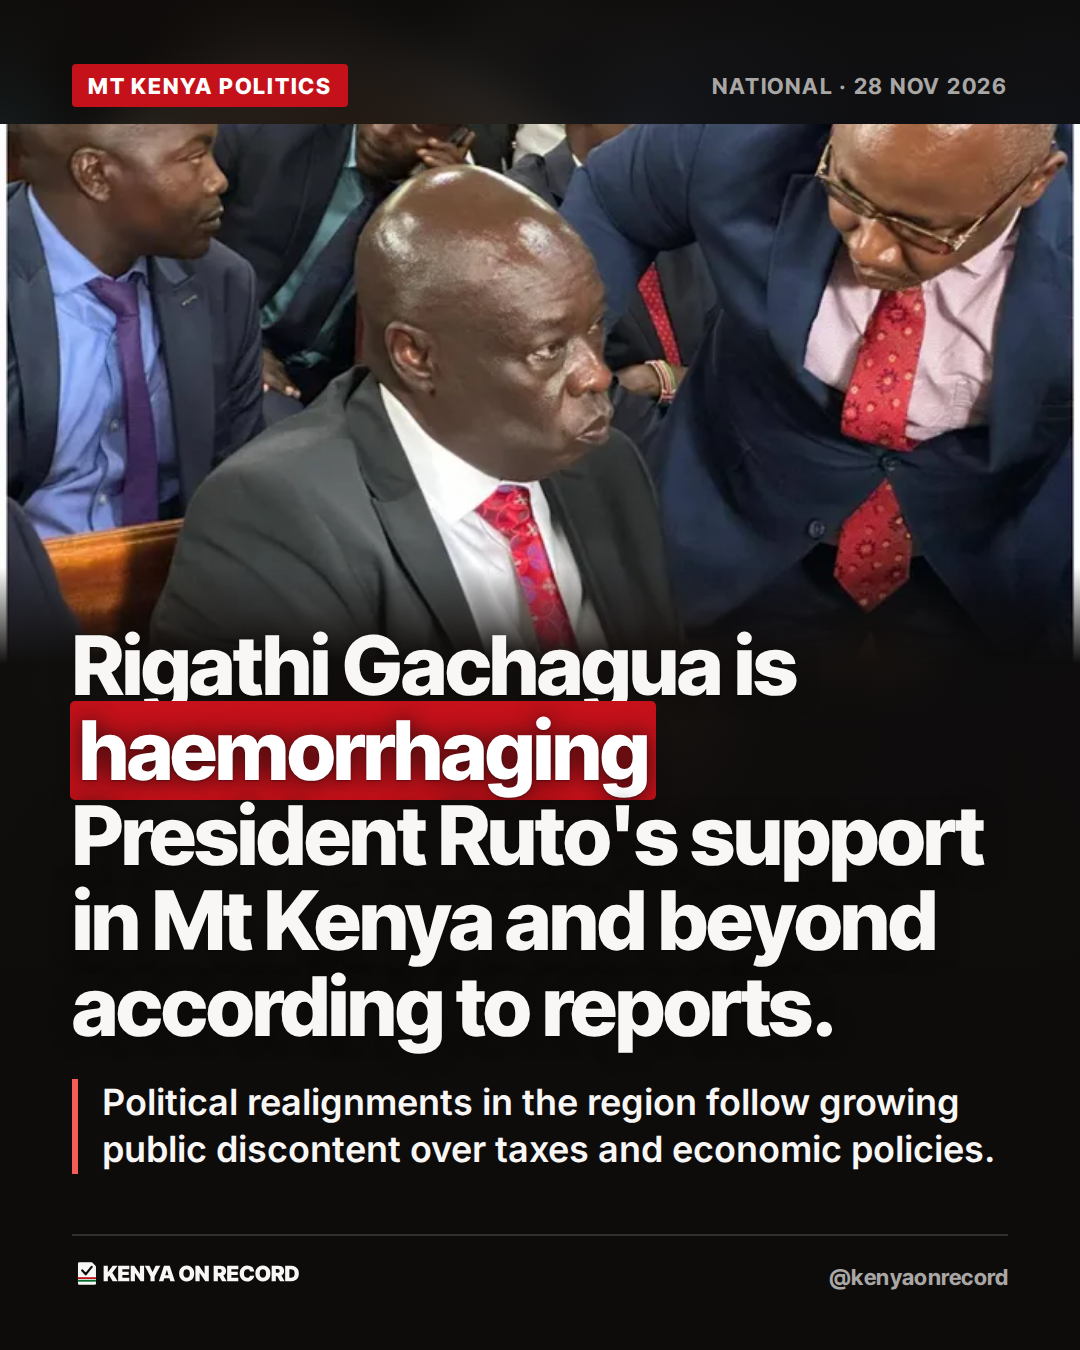 MT KENYA POLITICS
NATIONAL · 28 NOV 2026
Rigathi Gachagua is
haemorrhaging
President Ruto's support
in Mt Kenya and beyond
according to reports.
Political realignments in the region follow growing
public discontent over taxes and economic policies.
KENYA ON RECORD
@kenyaonrecord